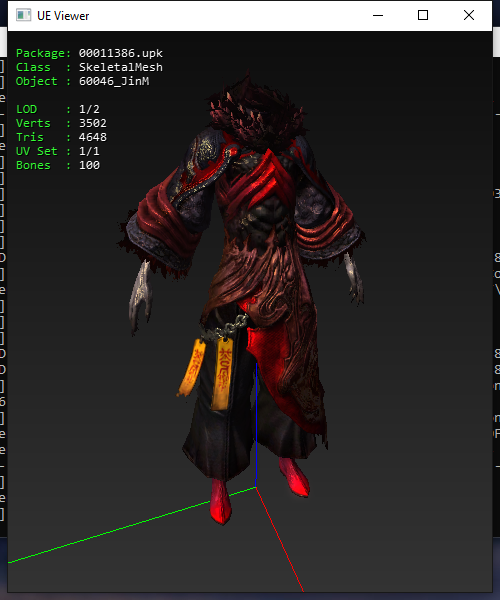 UE Viewer
Package: 00011386.upk
Class : SkeletalMesh
Object : 60046_JinM
LOD : 1/2
Verts : 3502
Tris : 4648
UV Set : 1/1
Bones : 100